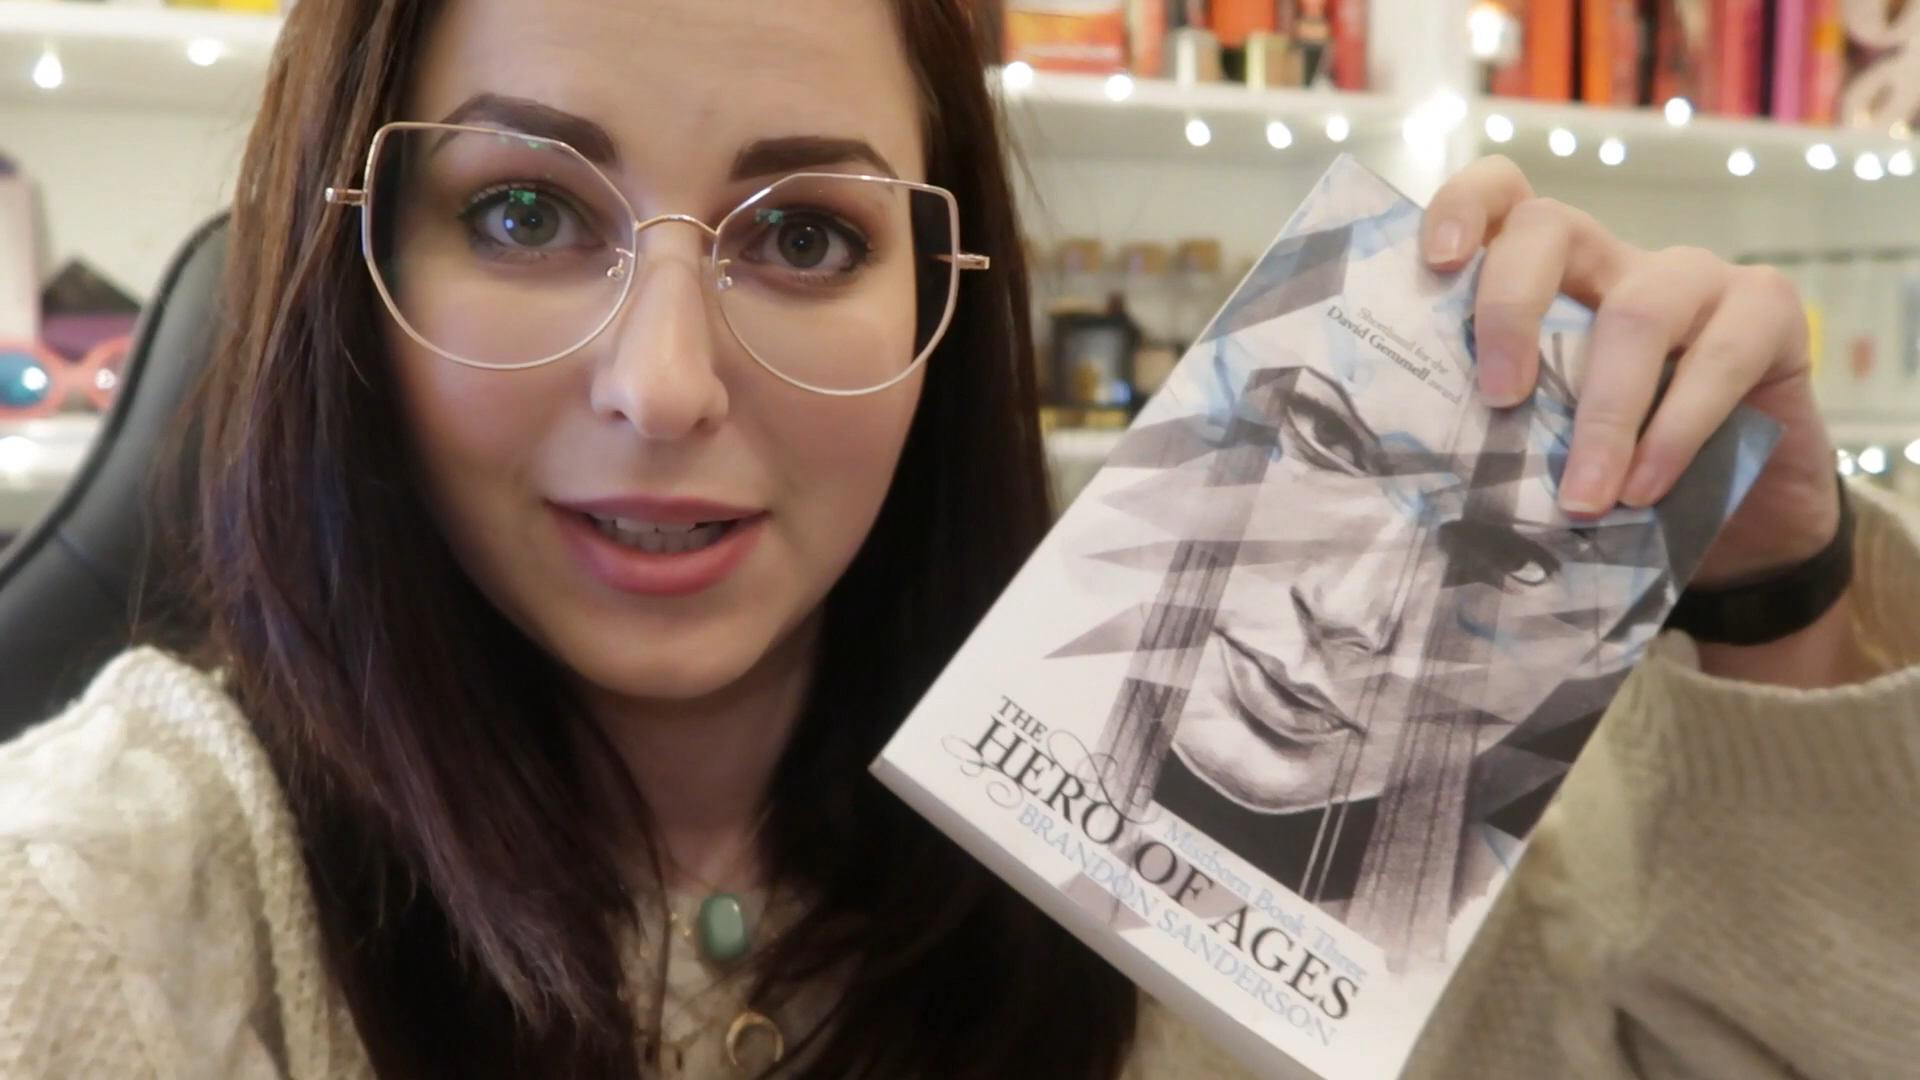 Shortlisted for the
David Gemmell award
THE
HERO OF AGES
Mistborn Book Three
BRANDON SANDERSON